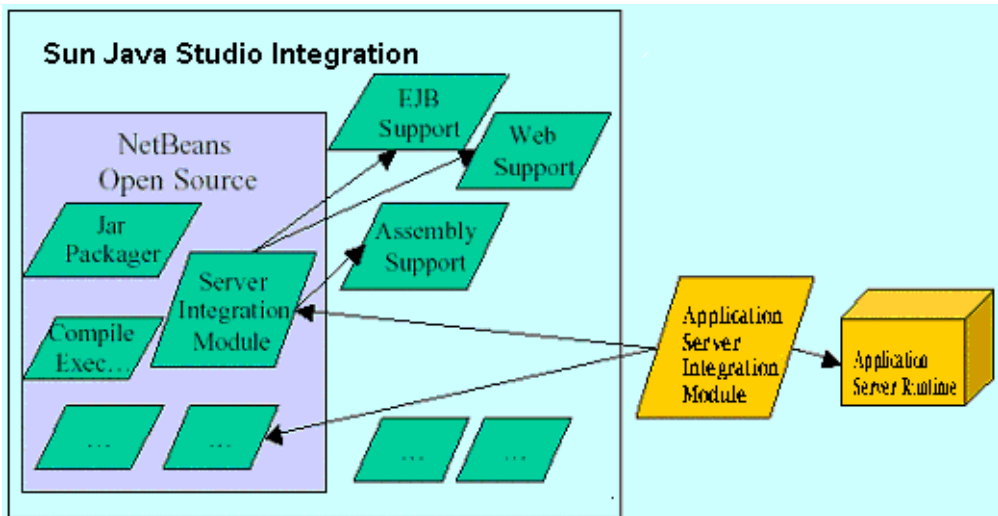 Sun Java Studio Integration
EJB
Support
Web
Support
NetBeans
Open Source
Jar
Packager
Assembly
Support
Server
Integration
Module
Compile
Exec...
...
...
...
...
Application
Server
Integration
Module
Application
Server Runtime